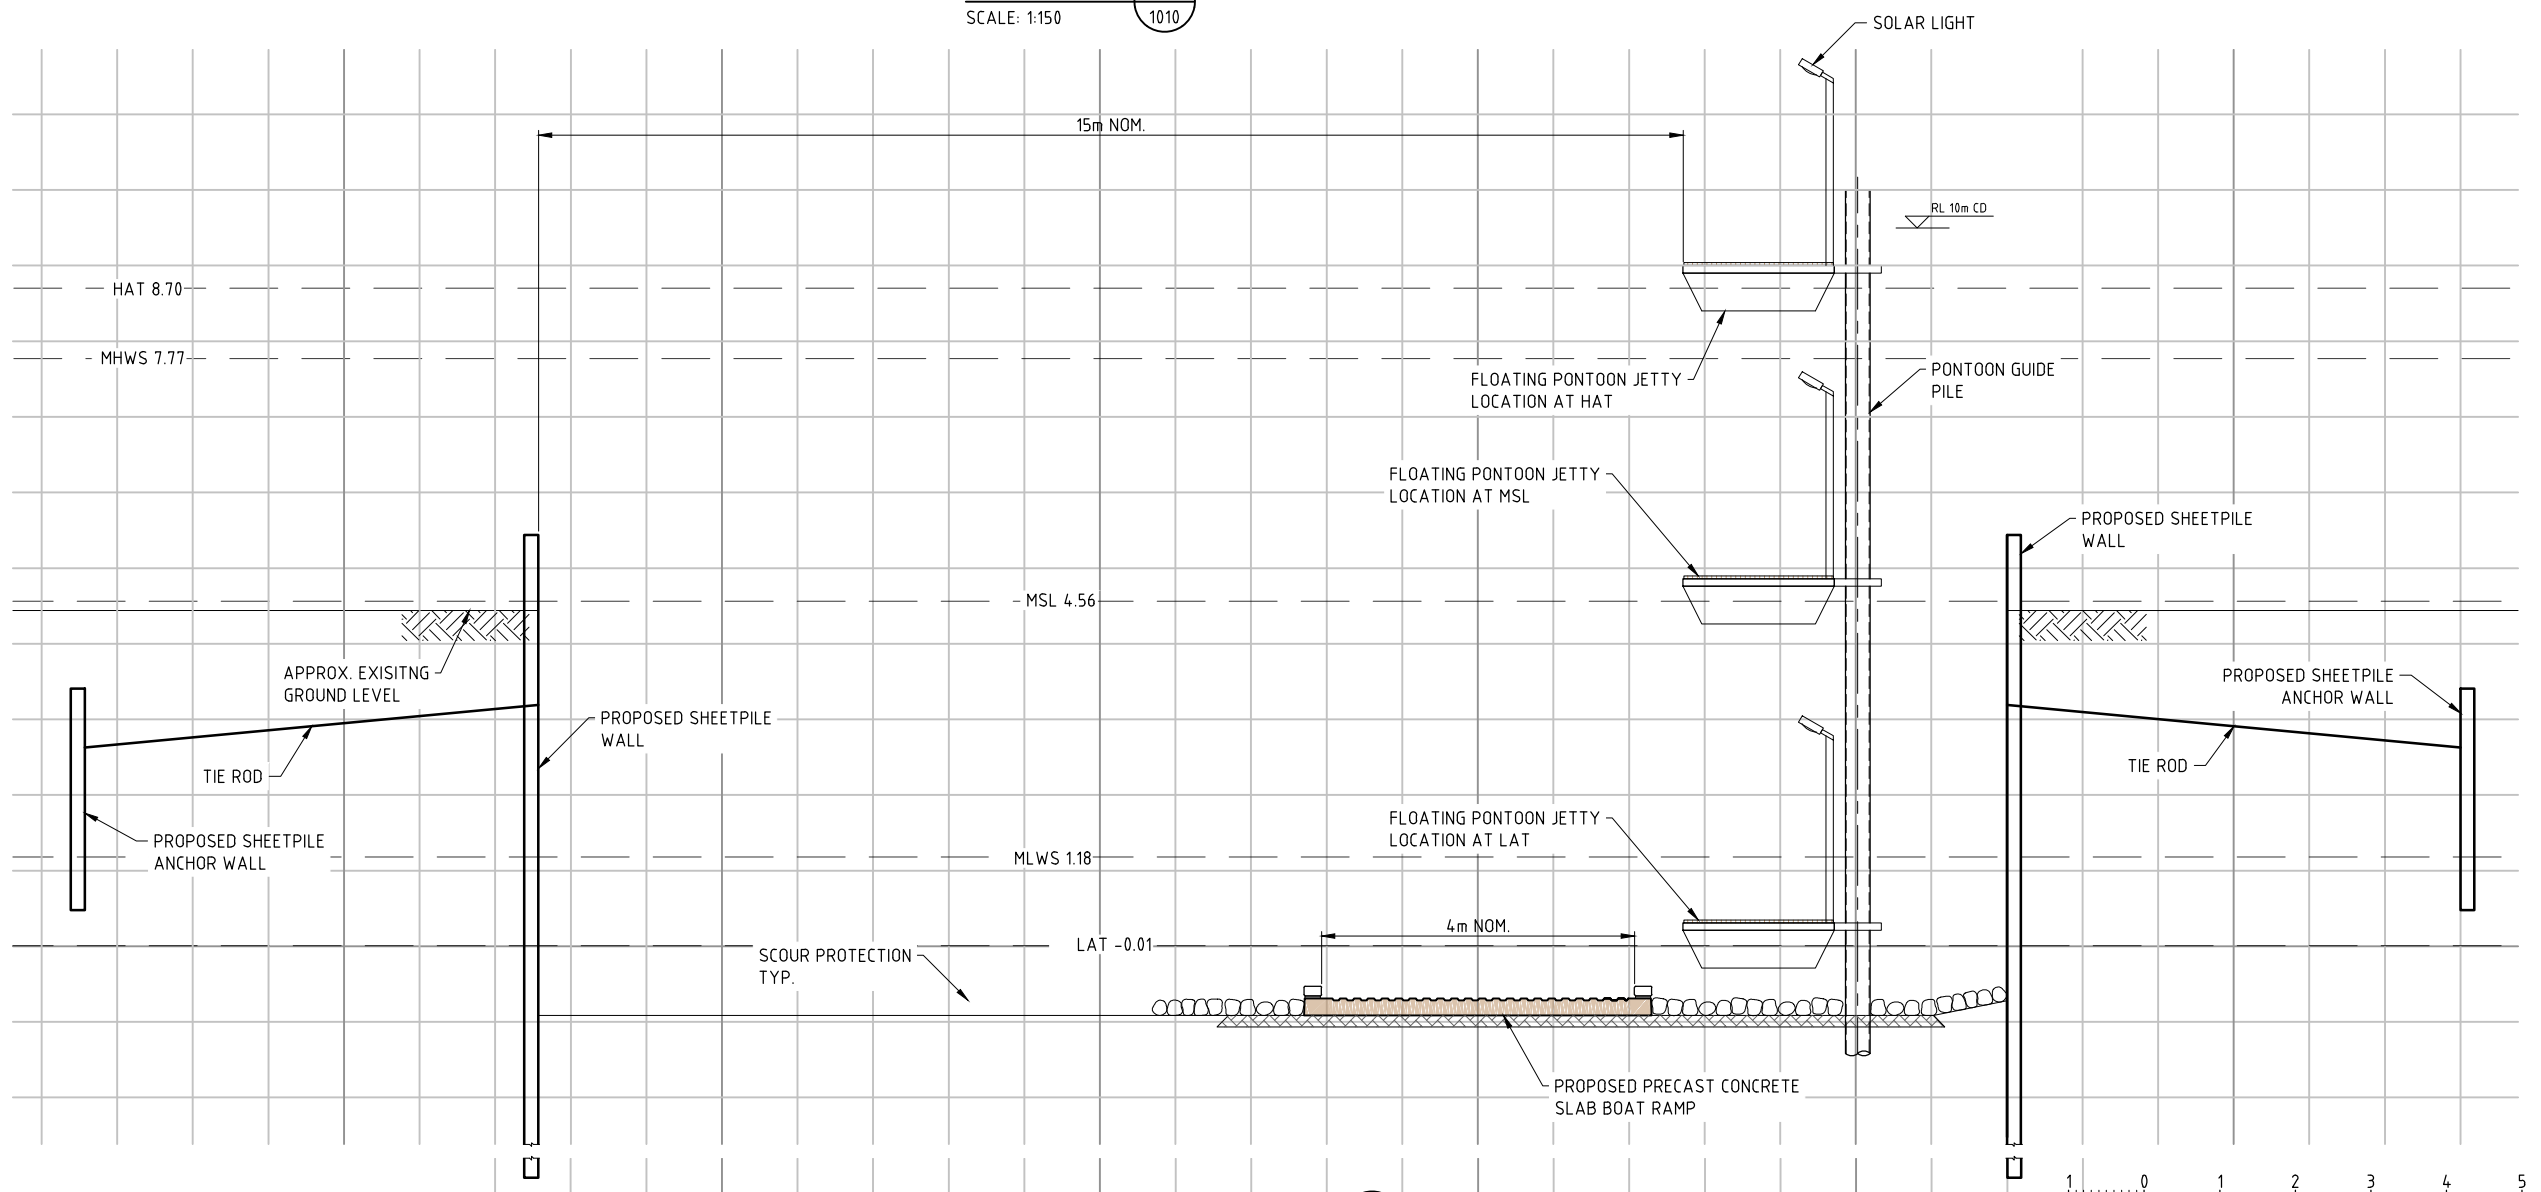 SCALE: 1:150
1010
SOLAR LIGHT
15m NOM.
RL 10m CD
HAT 8.70
MHWS 7.77
FLOATING PONTOON JETTY
LOCATION AT HAT
PONTOON GUIDE
PILE
FLOATING PONTOON JETTY
LOCATION AT MSL
PROPOSED SHEETPILE
WALL
MSL 4.56
APPROX. EXISITNG
GROUND LEVEL
PROPOSED SHEETPILE
ANCHOR WALL
PROPOSED SHEETPILE
WALL
TIE ROD
TIE ROD
FLOATING PONTOON JETTY
LOCATION AT LAT
PROPOSED SHEETPILE
ANCHOR WALL
MLWS 1.18
4m NOM.
LAT -0.01
SCOUR PROTECTION
TYP.
PROPOSED PRECAST CONCRETE
SLAB BOAT RAMP
1 0 1 2 3 4 5